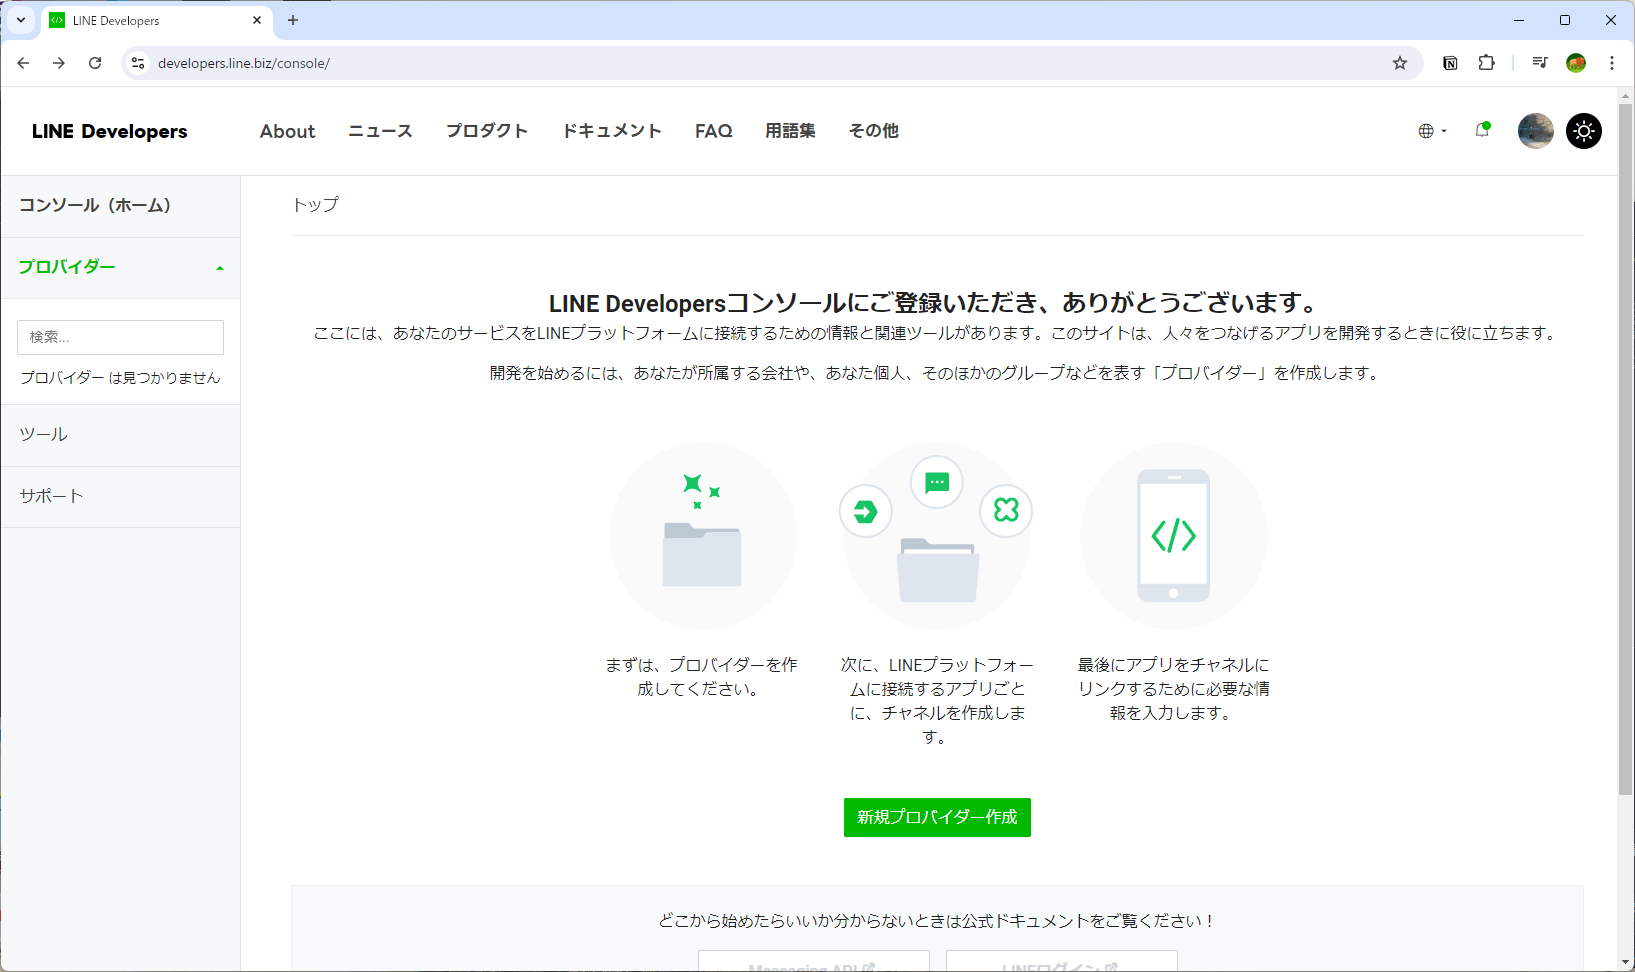 LINE Developers
developers.line.biz/console/
LINE Developers About ニュース プロダクト ドキュメント FAQ 用語集 その他
コンソール（ホーム）
プロバイダー
検索...
プロバイダー は見つかりません
ツール
サポート
トップ
LINE Developersコンソールにご登録いただき、ありがとうございます。
ここには、あなたのサービスをLINEプラットフォームに接続するための情報と関連ツールがあります。このサイトは、人々をつなげるアプリを開発するときに役に立ちます。
開発を始めるには、あなたが所属する会社や、あなた個人、そのほかのグループなどを表す「プロバイダー」を作成します。
まずは、プロバイダーを作
成してください。
次に、LINEプラットフォー
ムに接続するアプリごと
に、チャネルを作成しま
す。
最後にアプリをチャネルに
リンクするために必要な情
報を入力します。
新規プロバイダー作成
どこから始めたらいいか分からないときは公式ドキュメントをご覧ください！
Messaging API
LINEログイン